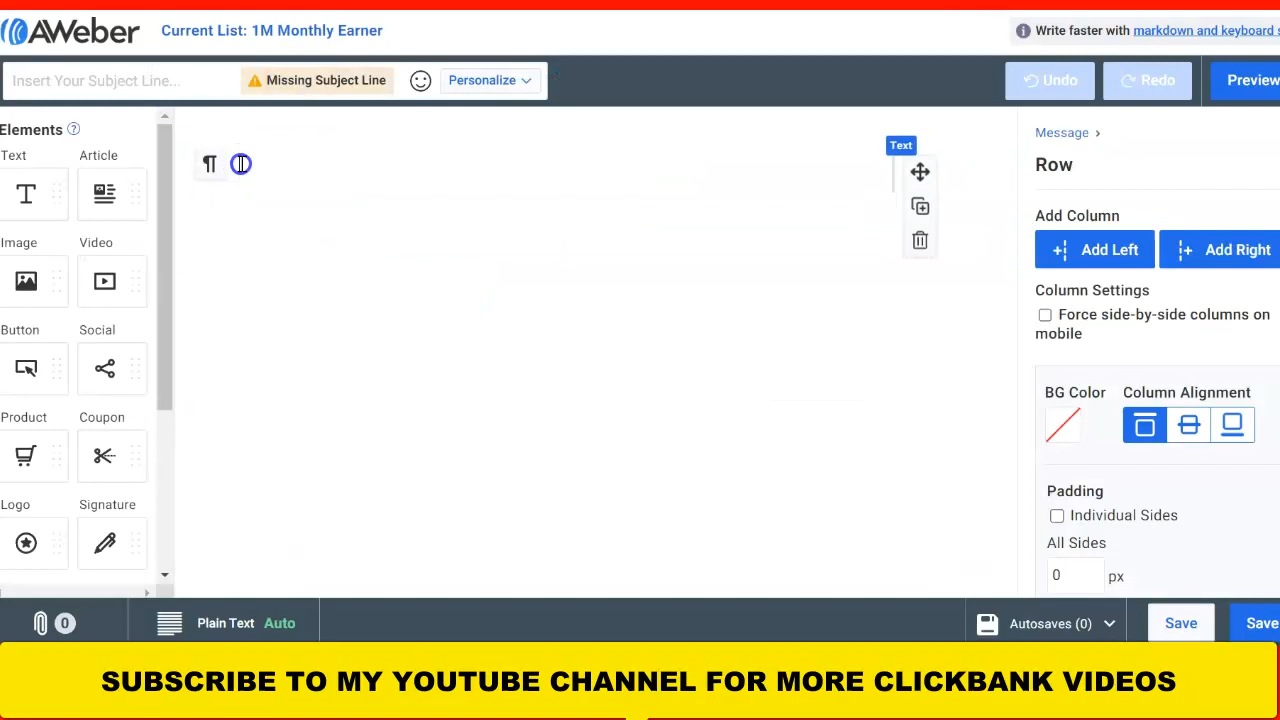 AWeber
Current List: 1M Monthly Earner
Write faster with markdown and keyboard s
Insert Your Subject Line...
Missing Subject Line
Personalize
Undo
Redo
Preview
Elements
Text
Article
Image
Video
Button
Social
Product
Coupon
Logo
Signature
¶
Text
Message
Row
Add Column
Add Left
Add Right
Column Settings
Force side-by-side columns on
mobile
BG Color
Column Alignment
Padding
Individual Sides
All Sides
0 px
0
Plain Text Auto
Autosaves (0)
Save
Save
SUBSCRIBE TO MY YOUTUBE CHANNEL FOR MORE CLICKBANK VIDEOS